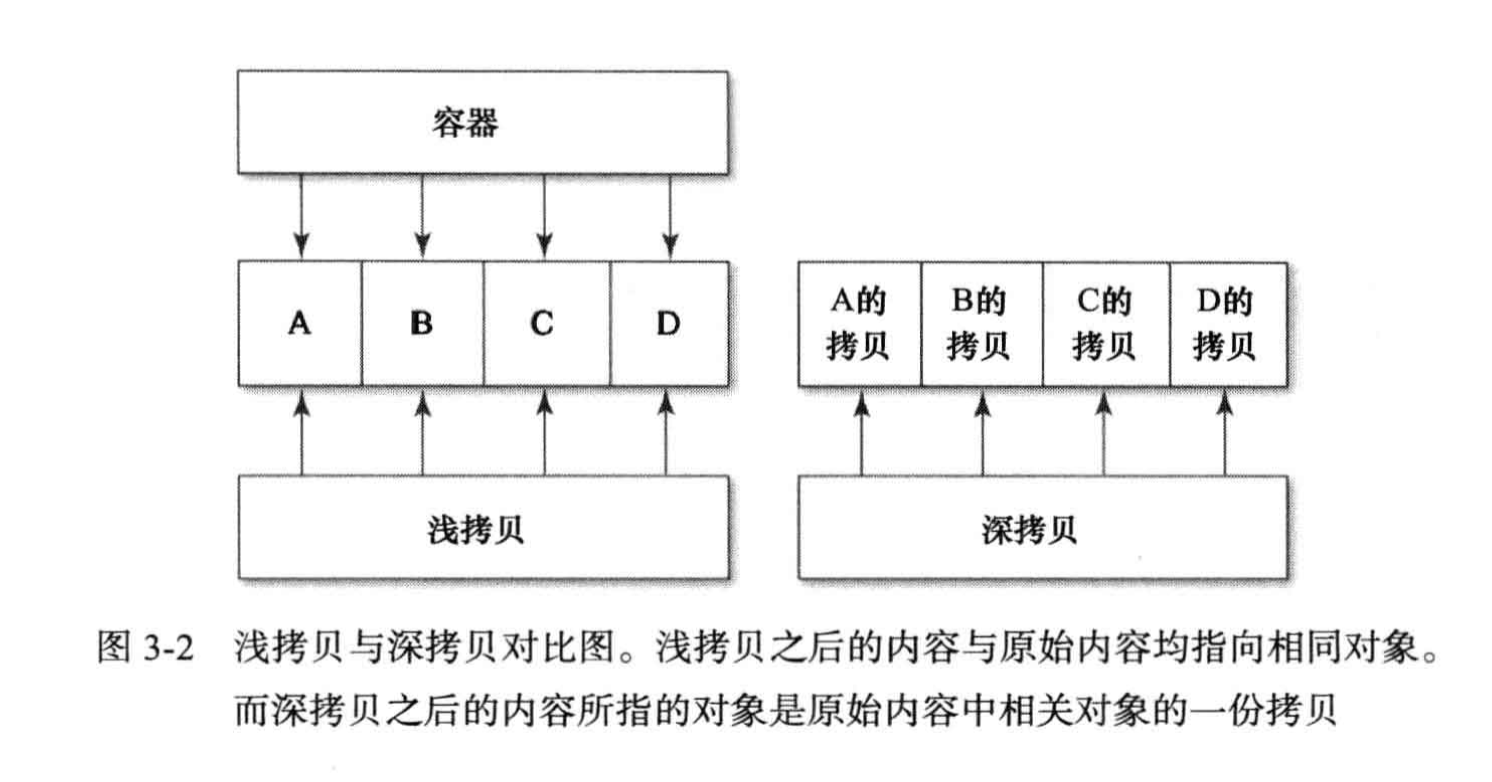 容器
A B C D
A的 B的 C的 D的
拷贝 拷贝 拷贝 拷贝
浅拷贝 深拷贝
图 3-2 浅拷贝与深拷贝对比图。浅拷贝之后的内容与原始内容均指向相同对象。
而深拷贝之后的内容所指的对象是原始内容中相关对象的一份拷贝